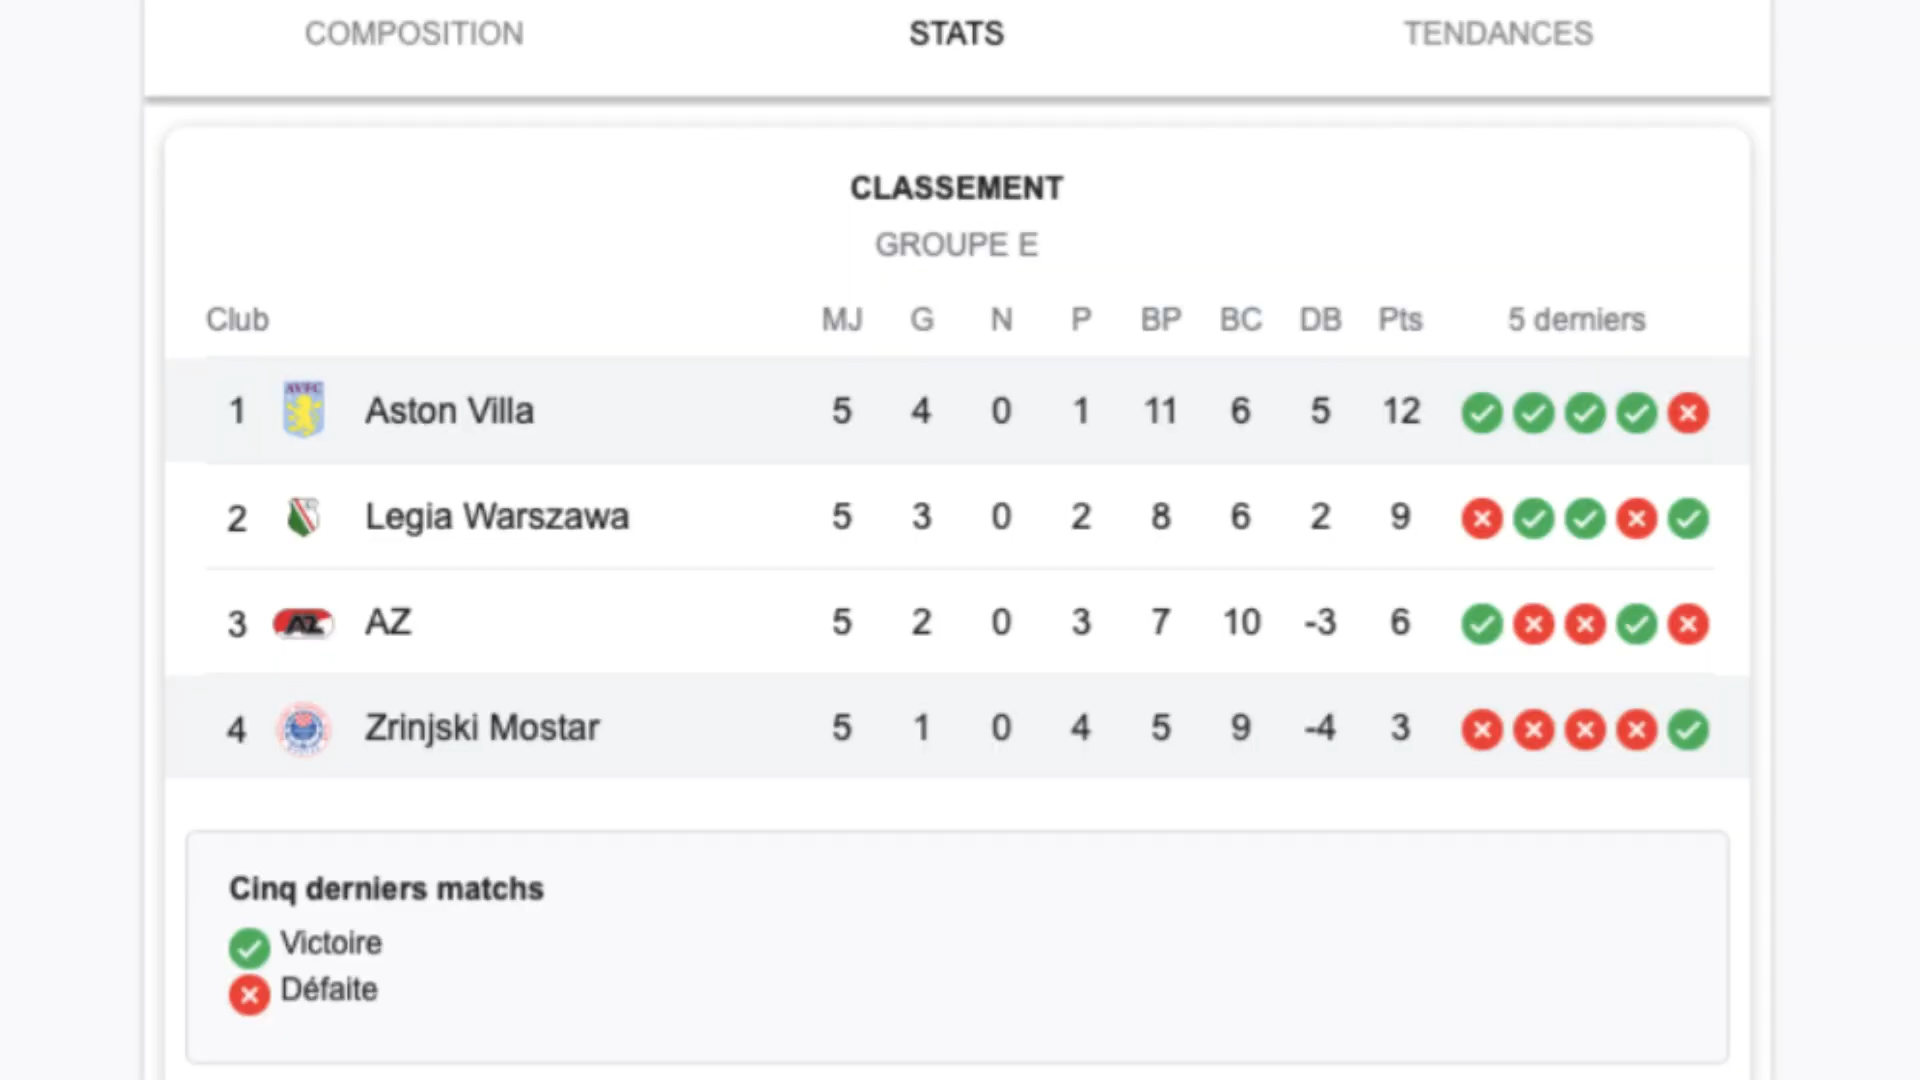 COMPOSITION STATS TENDANCES
CLASSEMENT
GROUPE E
Club MJ G N P BP BC DB Pts 5 derniers
1 AVFC Aston Villa 5 4 0 1 11 6 5 12
2 Legia Warszawa 5 3 0 2 8 6 2 9
3 AZ AZ 5 2 0 3 7 10 -3 6
4 Zrinjski Mostar 5 1 0 4 5 9 -4 3
Cinq derniers matchs
Victoire
Défaite